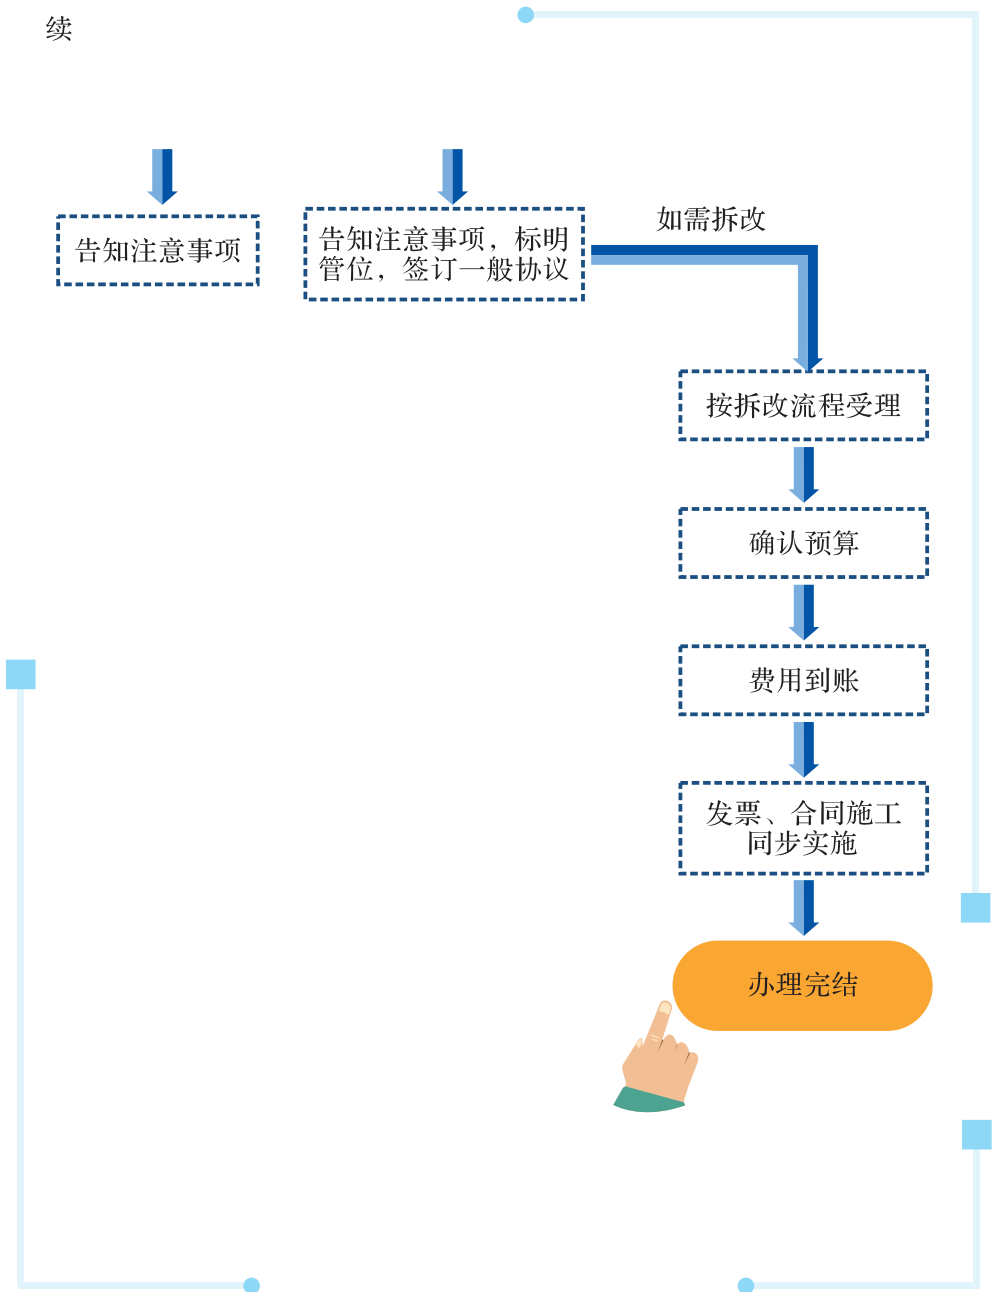 续
告知注意事项
告知注意事项，标明
管位，签订一般协议
如需拆改
按拆改流程受理
确认预算
费用到账
发票、合同施工
同步实施
办理完结